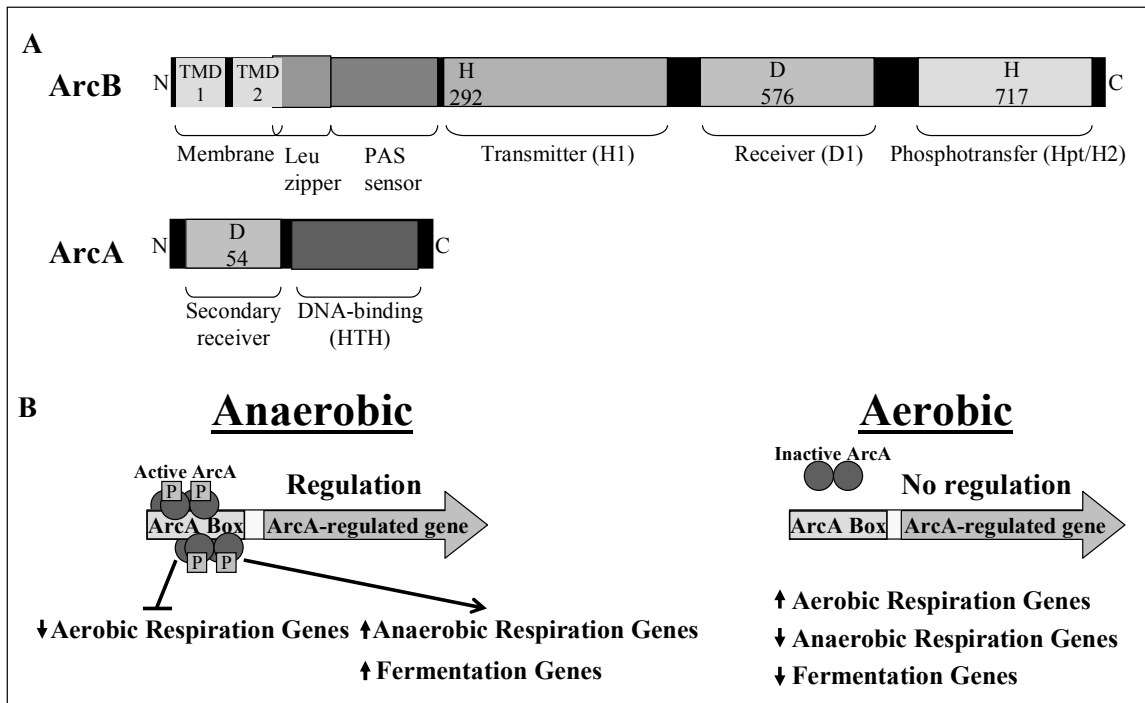 A
ArcB
N
TMD
1
TMD
2
H
292
D
576
H
717
C
Membrane
Leu
zipper
PAS
sensor
Transmitter (H1)
Receiver (D1)
Phosphotransfer (Hpt/H2)
ArcA
N
D
54
C
Secondary
receiver
DNA-binding
(HTH)
B
Anaerobic
Active ArcA
P P
Regulation
ArcA Box
ArcA-regulated gene
P P
Aerobic Respiration Genes
Anaerobic Respiration Genes
Fermentation Genes
Aerobic
Inactive ArcA
No regulation
ArcA Box
ArcA-regulated gene
Aerobic Respiration Genes
Anaerobic Respiration Genes
Fermentation Genes